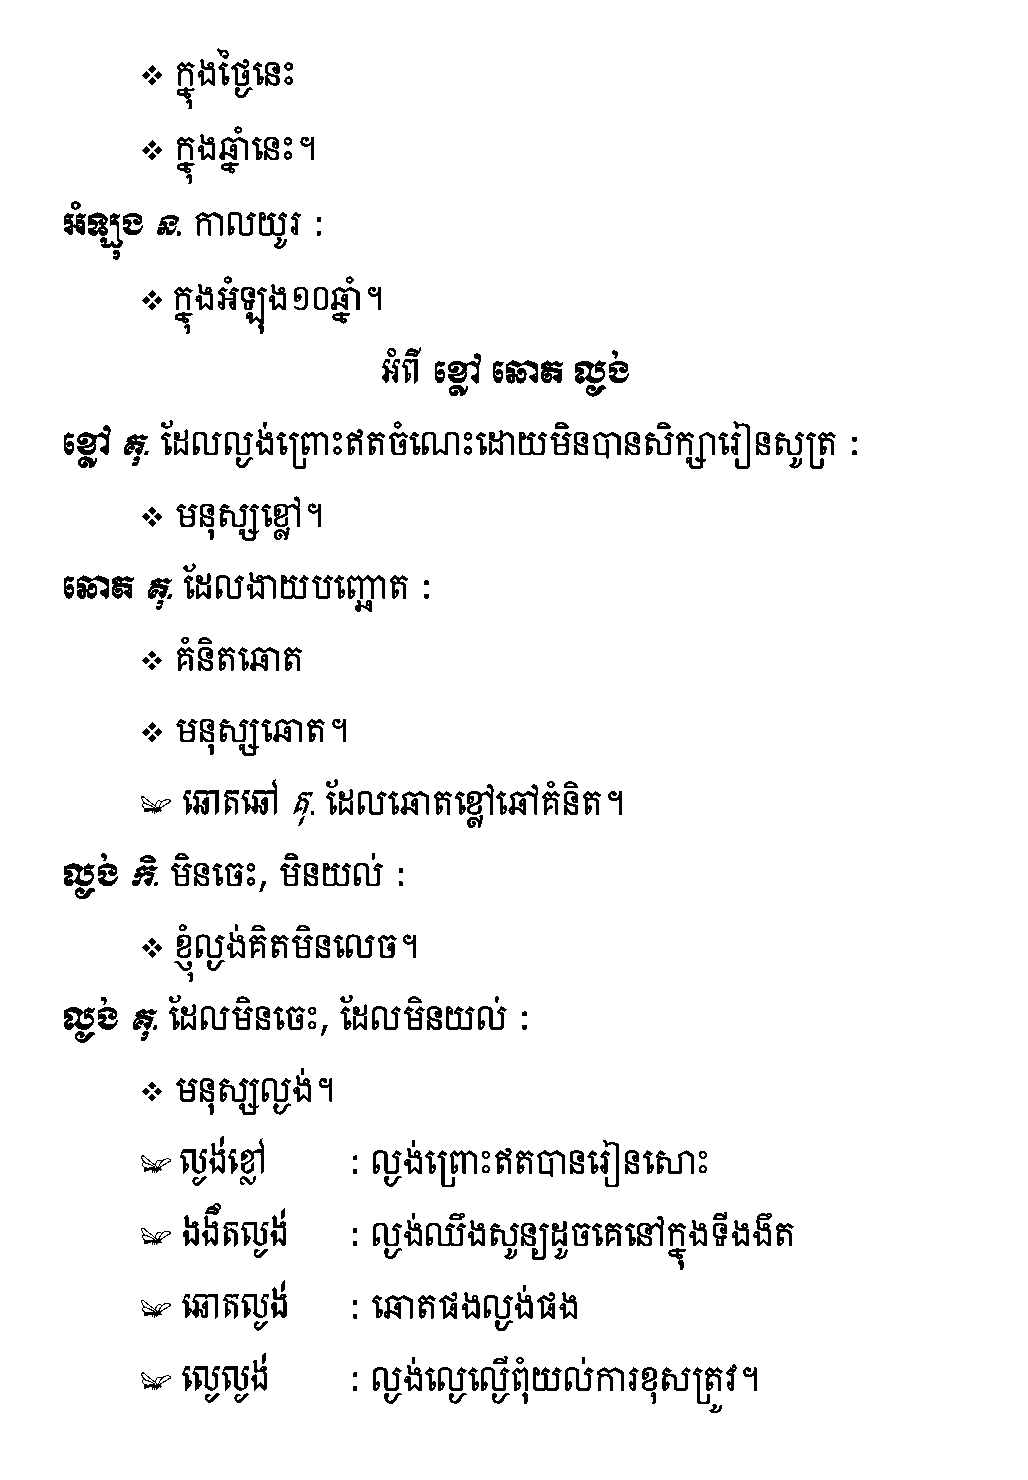 ❖ ក្នុងថ្ងៃនេះ
❖ ក្នុងឆ្នាំនេះ។
អំឡុង ន. កាលយូរ :
❖ ក្នុងអំឡុង១០ឆ្នាំ។
អំពី ខ្លៅ ឆោត ល្ងង់
ខ្លៅ គុ. ដែលល្ងង់ព្រោះឥតចំណេះដោយមិនបានសិក្សារៀនសូត្រ :
❖ មនុស្សខ្លៅ។
ឆោត គុ. ដែលងាយបញ្ឆោត :
❖ គំនិតឆោត
❖ មនុស្សឆោត។
ឆោតឆៅ គុ. ដែលឆោតខ្លៅឆៅគំនិត។
ល្ងង់ កិ. មិនចេះ, មិនយល់ :
❖ ខ្ញុំល្ងង់គិតមិនលេច។
ល្ងង់ គុ. ដែលមិនចេះ, ដែលមិនយល់ :
❖ មនុស្សល្ងង់។
ល្ងង់ខ្លៅ : ល្ងង់ព្រោះឥតបានរៀនសោះ
ងងឹតល្ងង់ : ល្ងង់ឈឹងសូន្យដូចគេនៅក្នុងទីងងឹត
ឆោតល្ងង់ : ឆោតផងល្ងង់ផង
ល្ងេល្ងង់ : ល្ងង់ល្ងេល្ងើពុំយល់ការខុសត្រូវ។